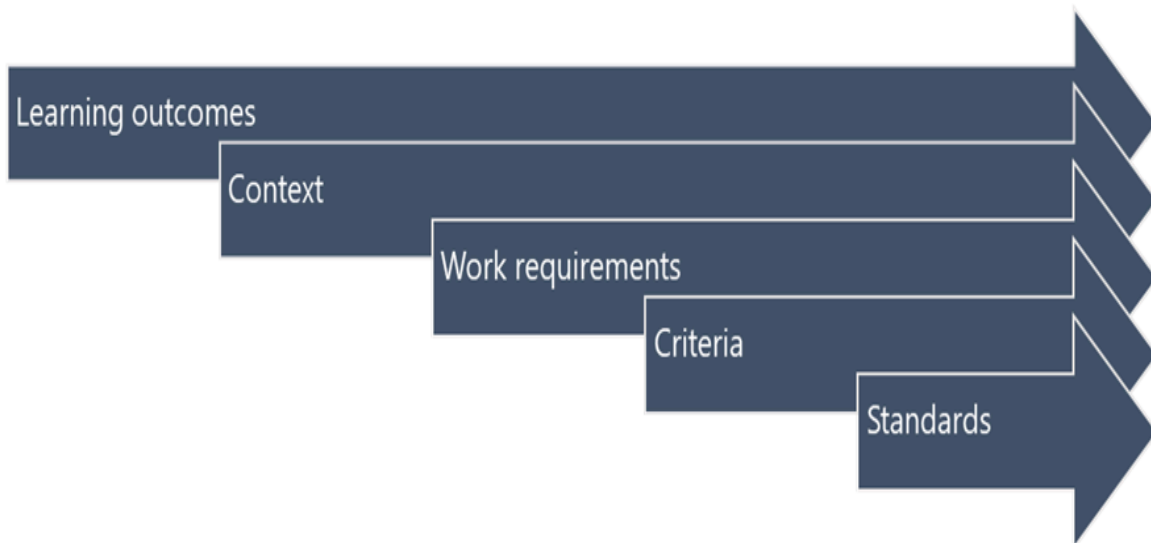 Learning outcomes
Context
Work requirements
Criteria
Standards